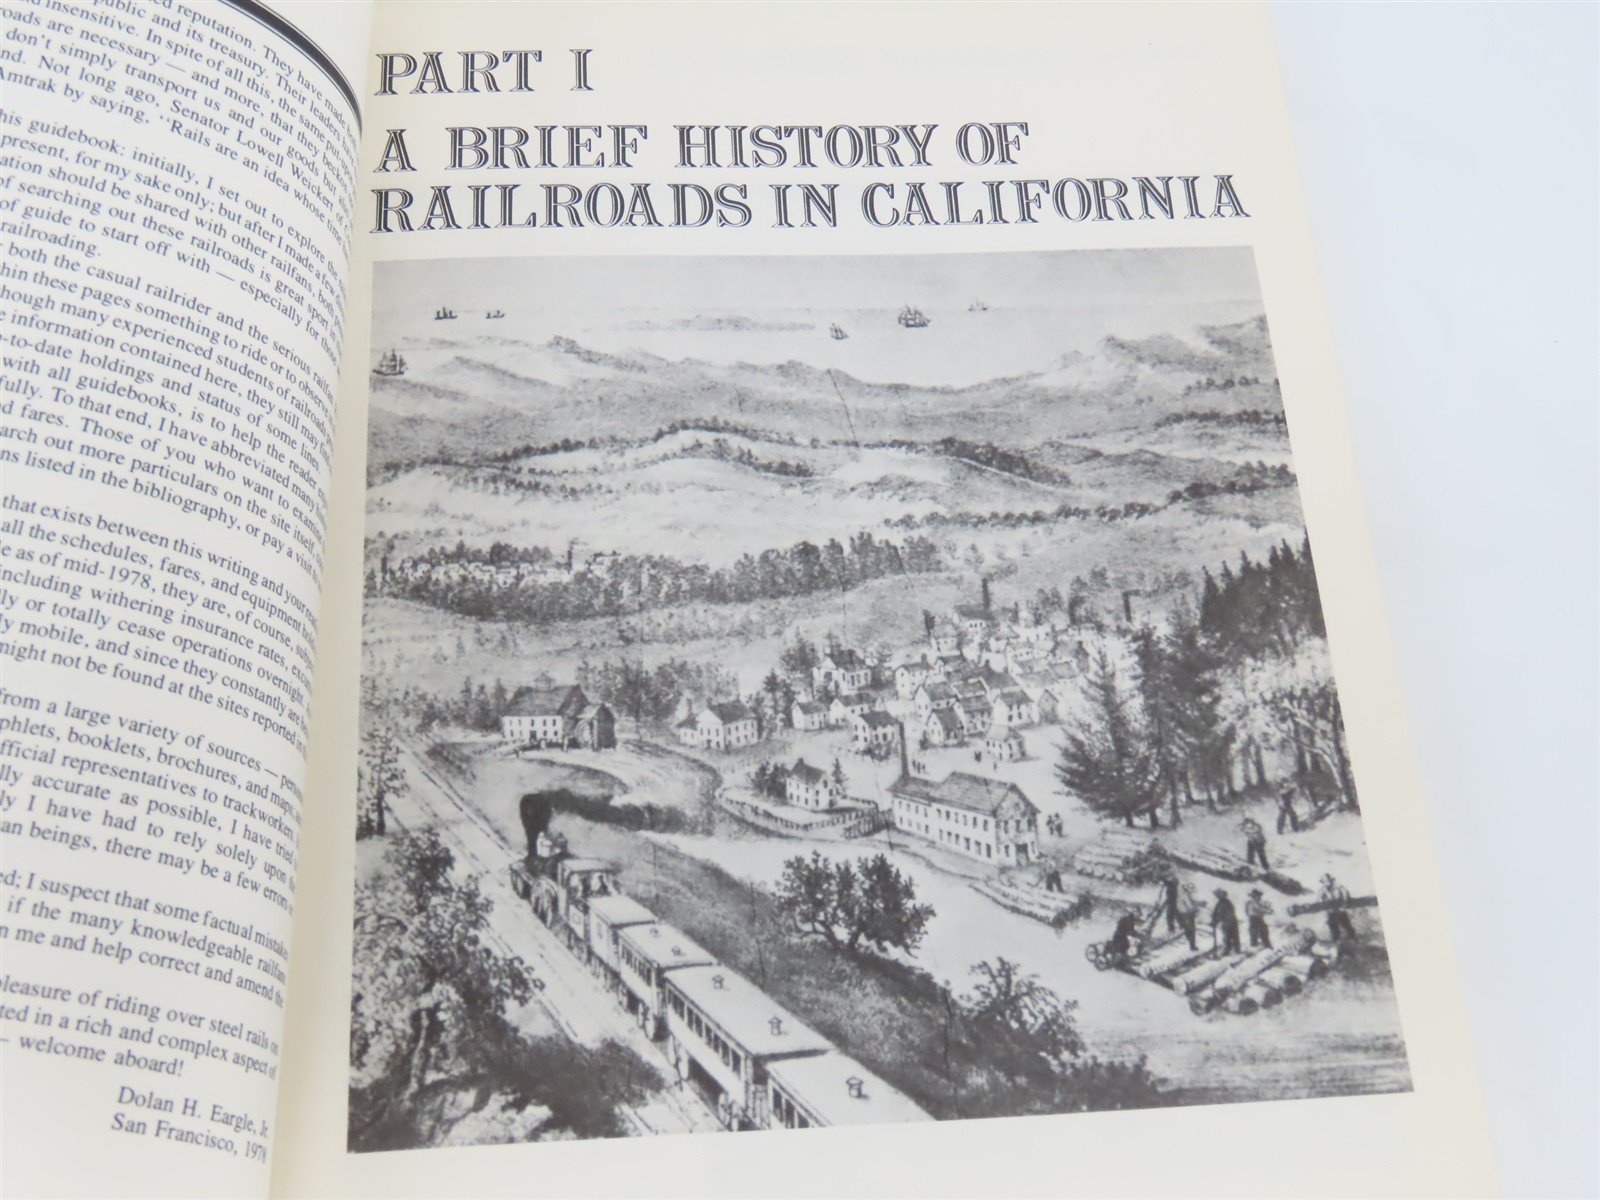 ed reputation. They have made
public and its treasury. Their leaders have
nd insensitive. In spite of all this, the same put-upon
roads are necessary — and more, that they beckon
don't simply transport us and our goods but
nd. Not long ago, Senator Lowell Weickert of
Amtrak by saying, "Rails are an idea whose time
his guidebook: initially, I set out to explore the
present, for my sake only; but after I made a few
ation should be shared with other railfans, both
of searching out these railroads is great sport in
of guide to start off with — especially for those
railroading.
both the casual railrider and the serious railfan,
hin these pages something to ride or to observe
hough many experienced students of railroads
e information contained here, they still may find
p-to-date holdings and status of some lines.
with all guidebooks, is to help the reader
fully. To that end, I have abbreviated many
d fares. Those of you who want to examine
arch out more particulars on the site itself,
ns listed in the bibliography, or pay a visit to
that exists between this writing and your
all the schedules, fares, and equipment
e as of mid-1978, they are, of course,
including withering insurance rates,
ly or totally cease operations overnight.
ly mobile, and since they constantly are
might not be found at the sites reported in
from a large variety of sources —
phlets, booklets, brochures, and maps,
official representatives to trackworkers.
lly accurate as possible, I have tried
ly I have had to rely solely upon
an beings, there may be a few errors
ed; I suspect that some factual mistakes
if the many knowledgeable railfans
m me and help correct and amend the
pleasure of riding over steel rails on
ted in a rich and complex aspect of
— welcome aboard!
Dolan H. Eargle, Jr.
San Francisco, 1978
PART I
A BRIEF HISTORY OF
RAILROADS IN CALIFORNIA